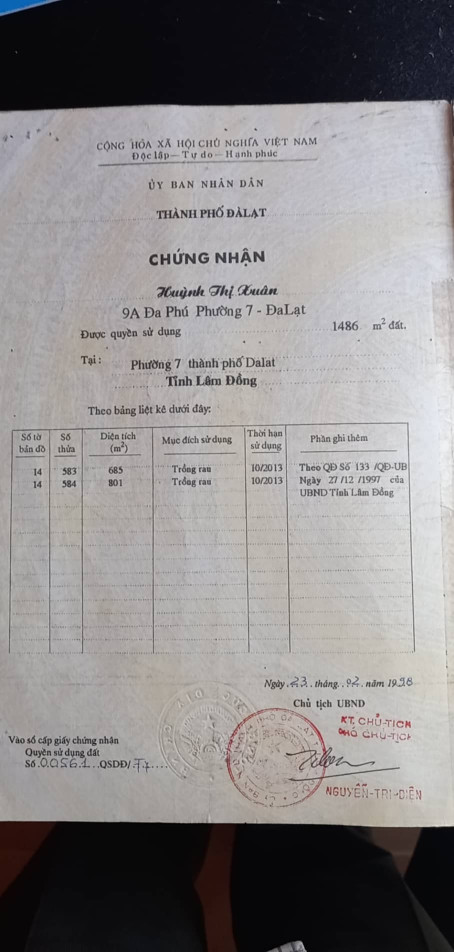 CỘNG HÒA XÃ HỘI CHỦ NGHĨA VIỆT NAM
Độc lập — Tự do — Hạnh phúc
ỦY BAN NHÂN DÂN
THÀNH PHỐ ĐÀLẠT
CHỨNG NHẬN
Huỳnh Thị Xuân
9A Đa Phú Phường 7 - ĐaLạt
Được quyền sử dụng 1486 m² đất.
Tại : Phường 7 thành phố Dalat
Tỉnh Lâm Đồng
Theo bảng liệt kê dưới đây:
Số tờ bản đồ Số thửa Diện tích (m²) Mục đích sử dụng Thời hạn sử dụng Phần ghi thêm
14 583 685 Trồng rau 10/2013 Theo QĐ Số 133 /QĐ-UB
14 584 801 Trồng rau 10/2013 Ngày 27 /12 /1997 của
UBND Tỉnh Lâm Đồng
Ngày 23 tháng 02 năm 1998
Chủ tịch UBND
KT. CHỦ-TỊCH
PHÓ CHỦ-TỊCH
Vào sổ cấp giấy chứng nhận
Quyền sử dụng đất
Số 00561 QSDĐ/
NGUYỄN-TRI-DIỆN